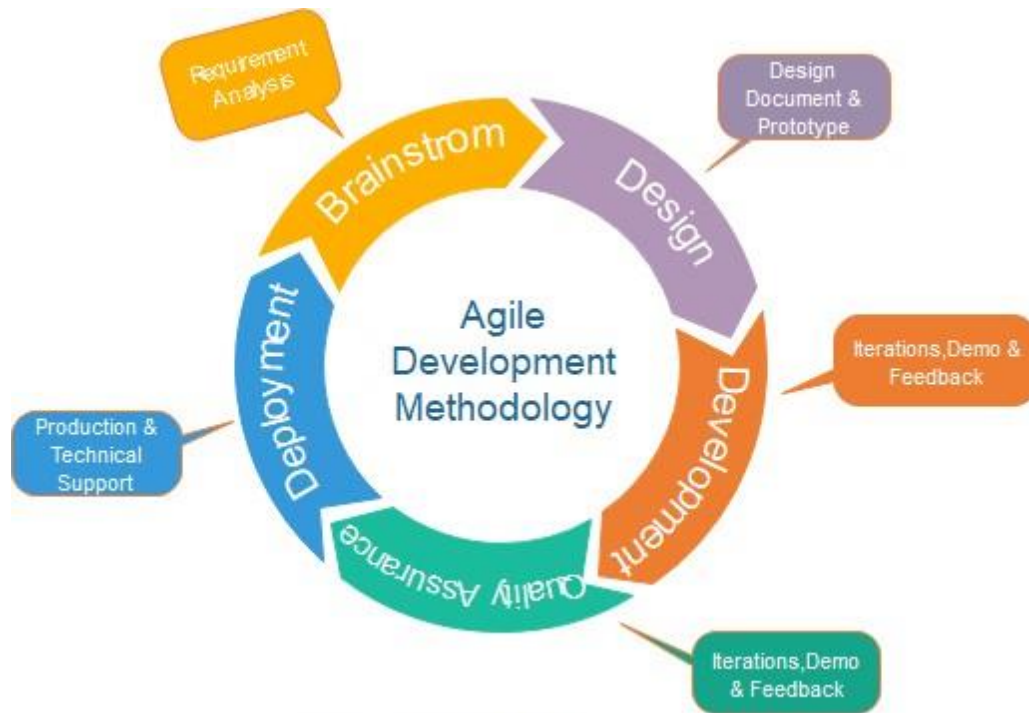 Requirement
Analysis
Brainstrom
Design
Document &
Prototype
Design
Iterations,Demo &
Feedback
Development
Agile
Development
Methodology
Quality Assurance
Iterations,Demo
& Feedback
Deployment
Production &
Technical
Support